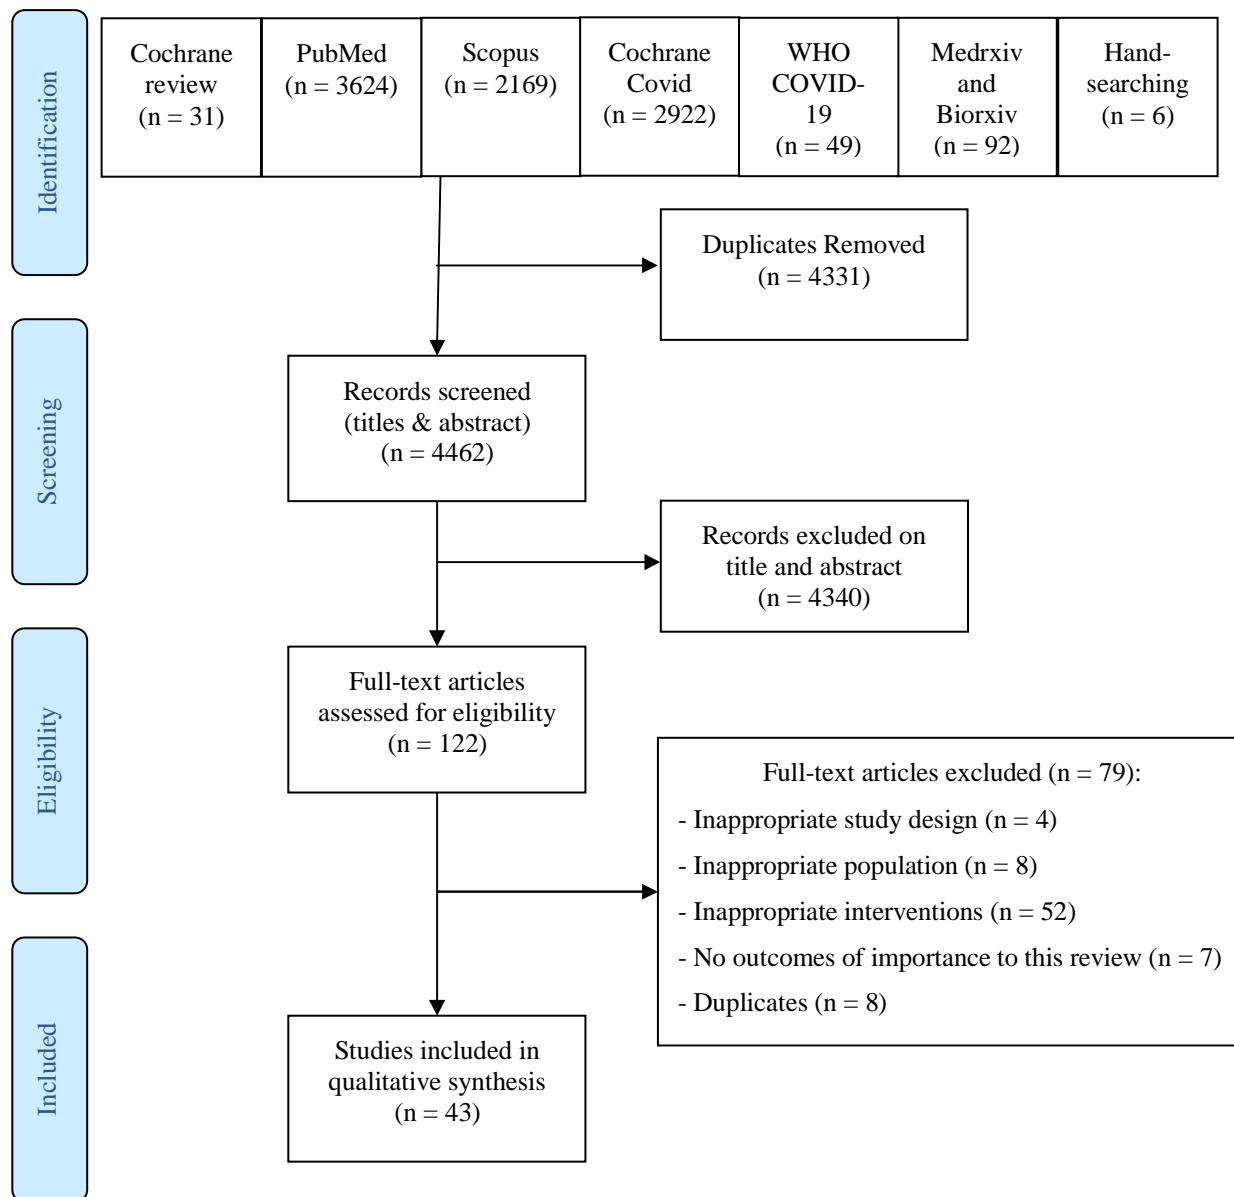 Identification
Cochrane
review
(n = 31)
PubMed
(n = 3624)
Scopus
(n = 2169)
Cochrane
Covid
(n = 2922)
WHO
COVID-
19
(n = 49)
Medrxiv
and
Biorxiv
(n = 92)
Hand-
searching
(n = 6)
Duplicates Removed
(n = 4331)
Screening
Records screened
(titles & abstract)
(n = 4462)
Records excluded on
title and abstract
(n = 4340)
Eligibility
Full-text articles
assessed for eligibility
(n = 122)
Full-text articles excluded (n = 79):
- Inappropriate study design (n = 4)
- Inappropriate population (n = 8)
- Inappropriate interventions (n = 52)
- No outcomes of importance to this review (n = 7)
- Duplicates (n = 8)
Included
Studies included in
qualitative synthesis
(n = 43)